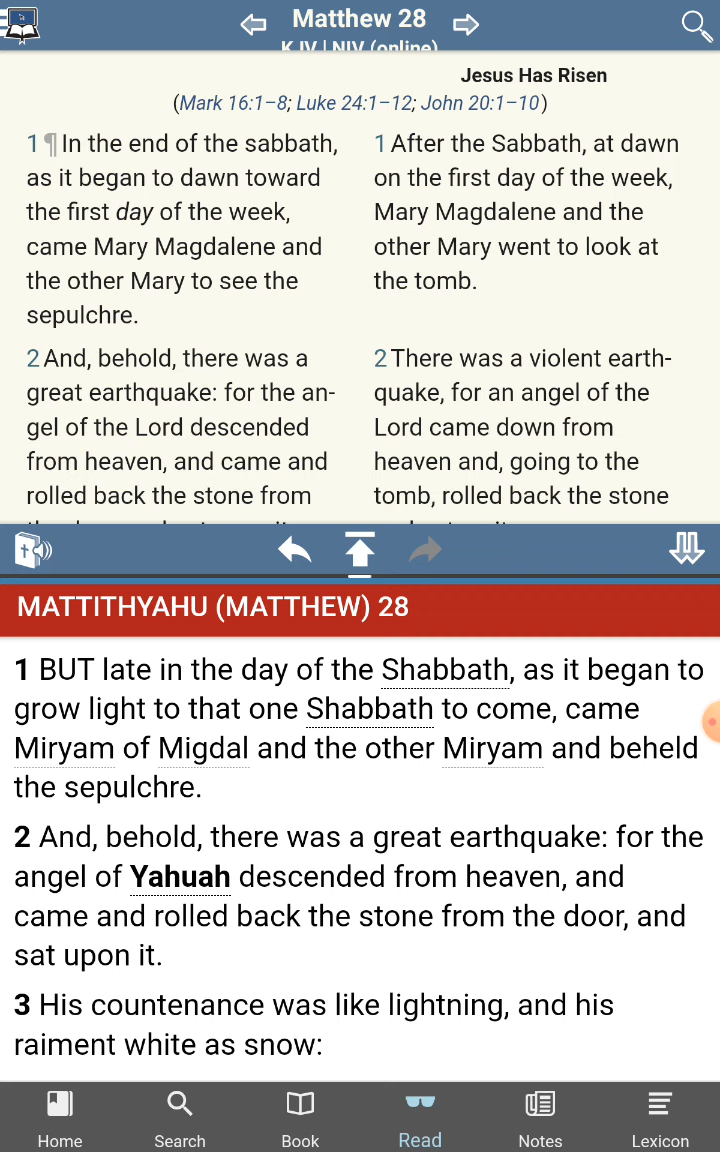 Matthew 28
KJV | NIV (online)
Jesus Has Risen
(Mark 16:1–8; Luke 24:1–12; John 20:1–10)
1 ¶ In the end of the sabbath,
as it began to dawn toward
the first day of the week,
came Mary Magdalene and
the other Mary to see the
sepulchre.
2 And, behold, there was a
great earthquake: for the an-
gel of the Lord descended
from heaven, and came and
rolled back the stone from
1 After the Sabbath, at dawn
on the first day of the week,
Mary Magdalene and the
other Mary went to look at
the tomb.
2 There was a violent earth-
quake, for an angel of the
Lord came down from
heaven and, going to the
tomb, rolled back the stone
MATTITHYAHU (MATTHEW) 28
1 BUT late in the day of the Shabbath, as it began to
grow light to that one Shabbath to come, came
Miryam of Migdal and the other Miryam and beheld
the sepulchre.
2 And, behold, there was a great earthquake: for the
angel of Yahuah descended from heaven, and
came and rolled back the stone from the door, and
sat upon it.
3 His countenance was like lightning, and his
raiment white as snow:
Home
Search
Book
Read
Notes
Lexicon